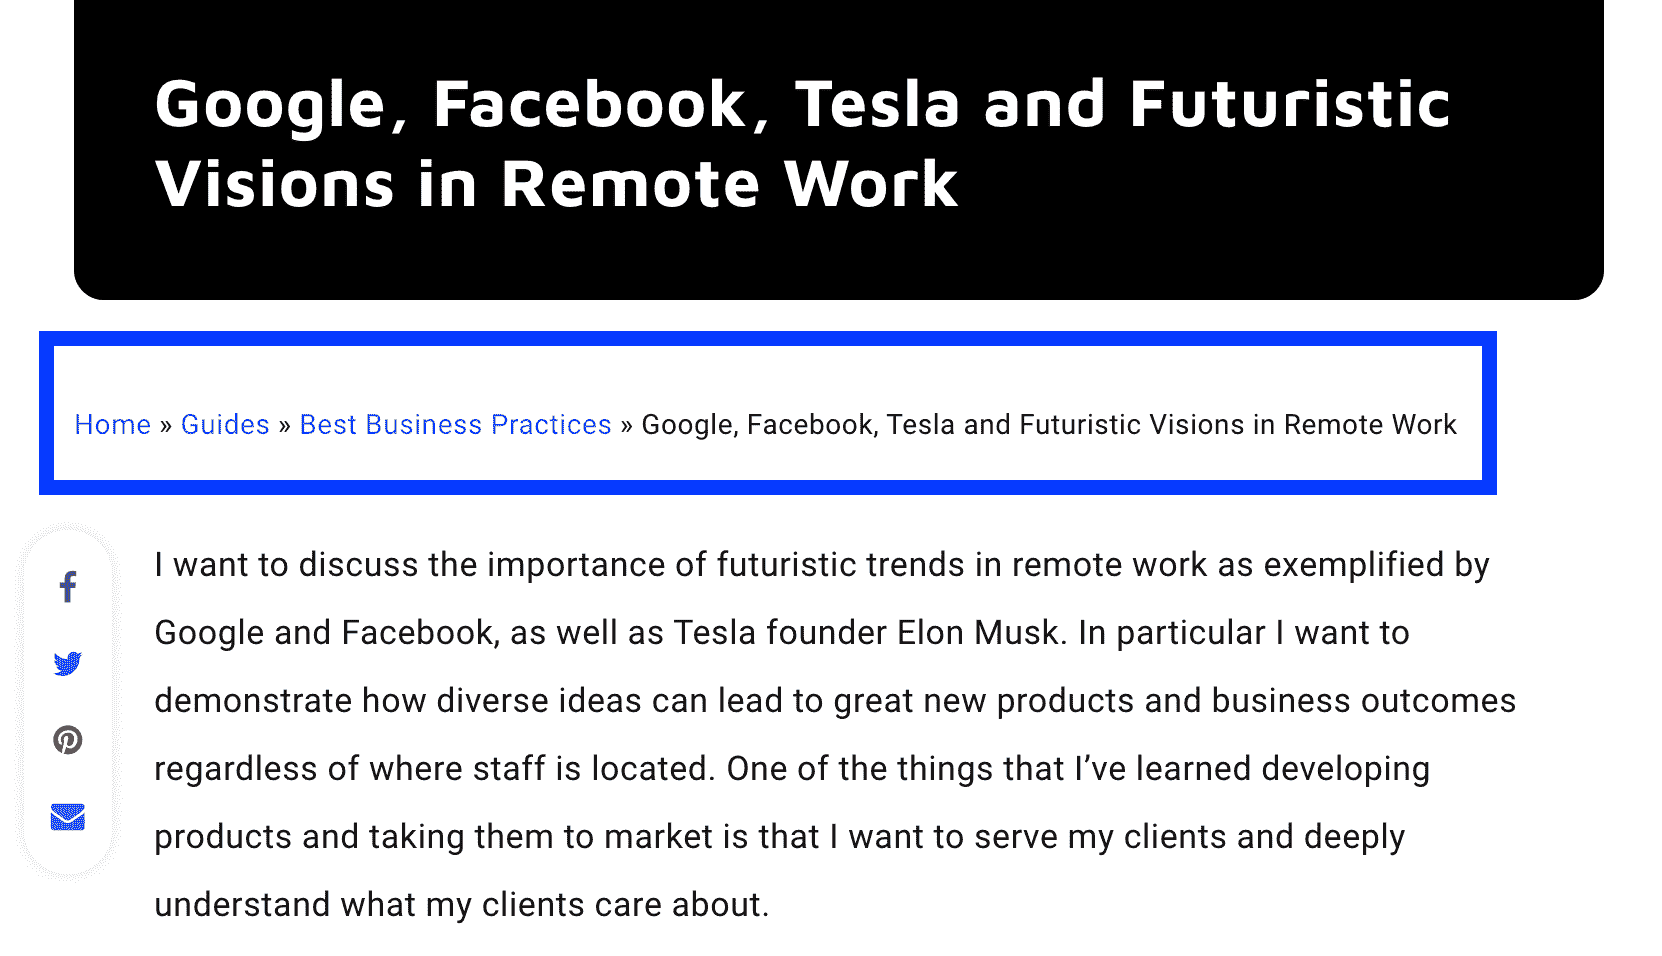 Google, Facebook, Tesla and Futuristic
Visions in Remote Work
Home » Guides » Best Business Practices » Google, Facebook, Tesla and Futuristic Visions in Remote Work
I want to discuss the importance of futuristic trends in remote work as exemplified by
Google and Facebook, as well as Tesla founder Elon Musk. In particular I want to
demonstrate how diverse ideas can lead to great new products and business outcomes
regardless of where staff is located. One of the things that I’ve learned developing
products and taking them to market is that I want to serve my clients and deeply
understand what my clients care about.